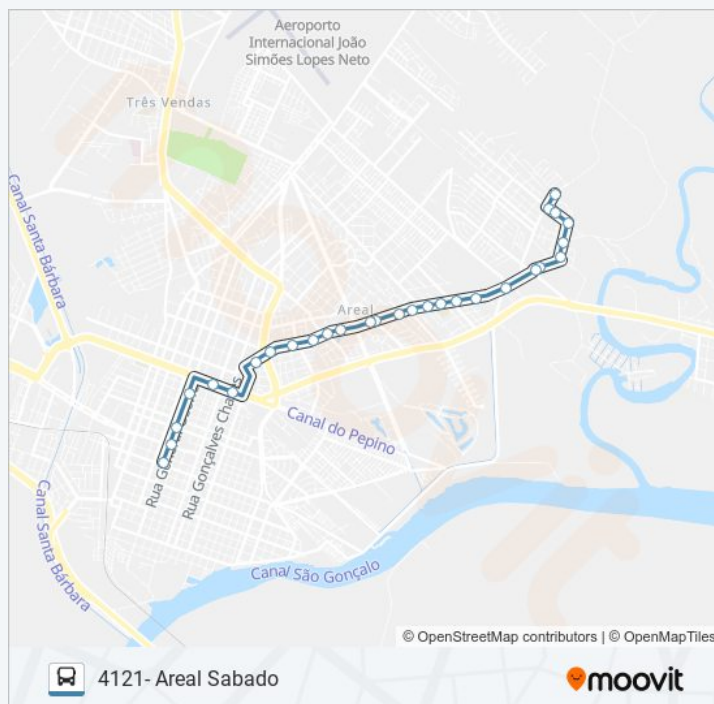 Aeroporto
Internacional João
Simões Lopes Neto
Três Vendas
Canal Santa Bárbara
Areal
Canal do Pepino
Rua Gonçalves Chaves
Canal Santa Bárbara
Canal São Gonçalo
© OpenStreetMap contributors | © OpenMapTiles
4121- Areal Sabado
moovit